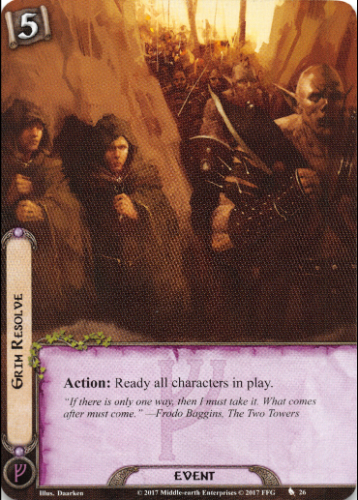 5
GRIM RESOLVE
Action: Ready all characters in play.
"If there is only one way, then I must take it. What comes
after must come." —Frodo Baggins, The Two Towers
EVENT
Illus. Daarken
© 2017 Middle-earth Enterprises © 2017 FFG
26